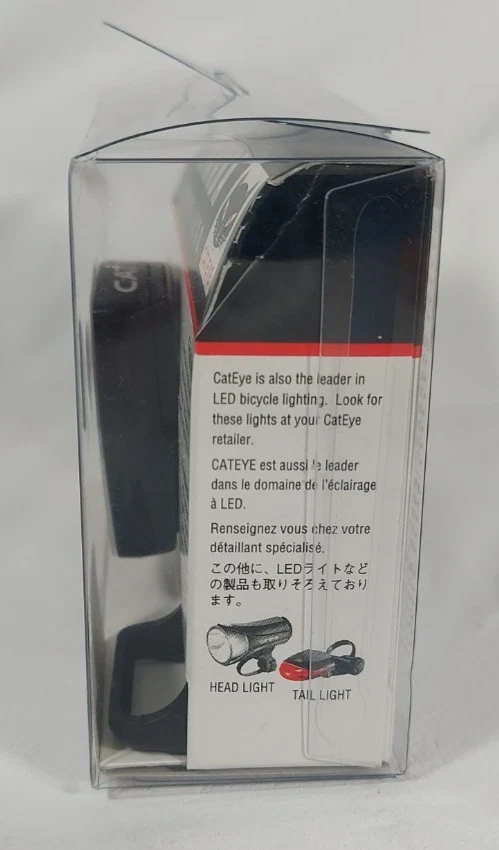 CAT
CatEye is also the leader in
LED bicycle lighting. Look for
these lights at your CatEye
retailer.
CATEYE est aussi le leader
dans le domaine de l'éclairage
à LED.
Renseignez vous chez votre
détaillant spécialisé.
この他に、LEDライトなど
の製品も取りそろえており
ます。
HEAD LIGHT
TAIL LIGHT